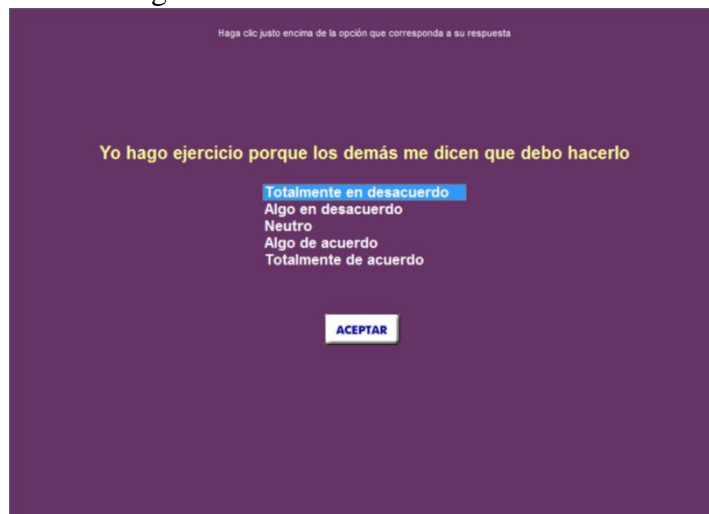 Haga clic justo encima de la opción que corresponda a su respuesta
Yo hago ejercicio porque los demás me dicen que debo hacerlo
Totalmente en desacuerdo
Algo en desacuerdo
Neutro
Algo de acuerdo
Totalmente de acuerdo
ACEPTAR